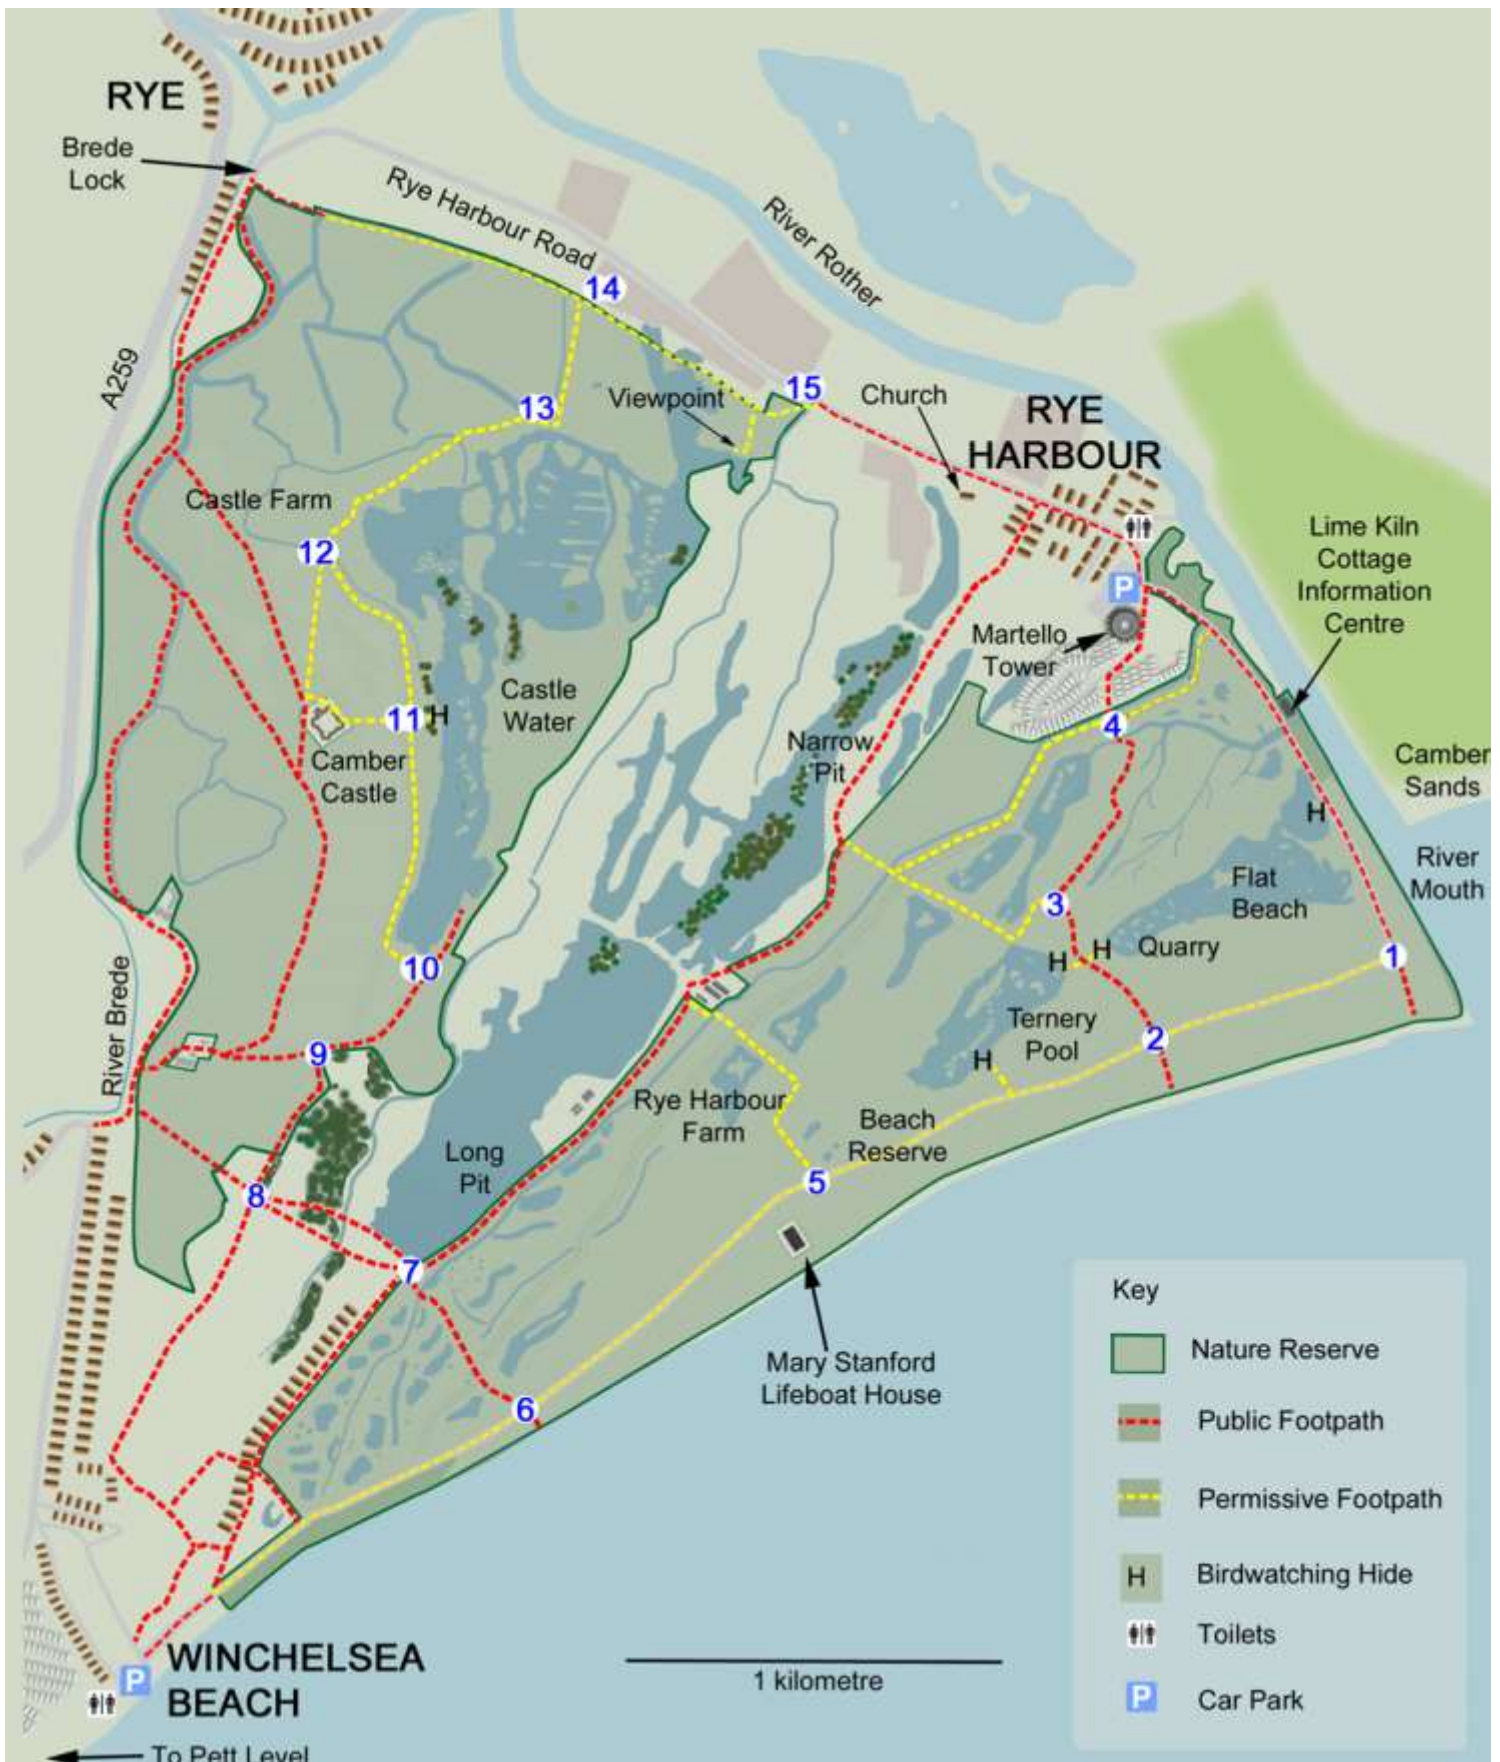 RYE
Brede
Lock
Rye Harbour Road
River Rother
14
A259
Viewpoint
15
Church
RYE
HARBOUR
13
Castle Farm
12
Lime Kiln
Cottage
Information
Centre
P
Martello
Tower
Castle
Water
11
H
4
Narrow
Pit
Camber
Castle
Camber
Sands
H
River
Mouth
Flat
Beach
3
Quarry
H
H
1
10
River Brede
Ternery
Pool
2
9
H
Rye Harbour
Farm
Beach
Reserve
Long
Pit
5
8
7
Key
Nature Reserve
Mary Stanford
Lifeboat House
6
Public Footpath
Permissive Footpath
H
Birdwatching Hide
Toilets
WINCHELSEA
BEACH
1 kilometre
P
P
Car Park
To Pett Level